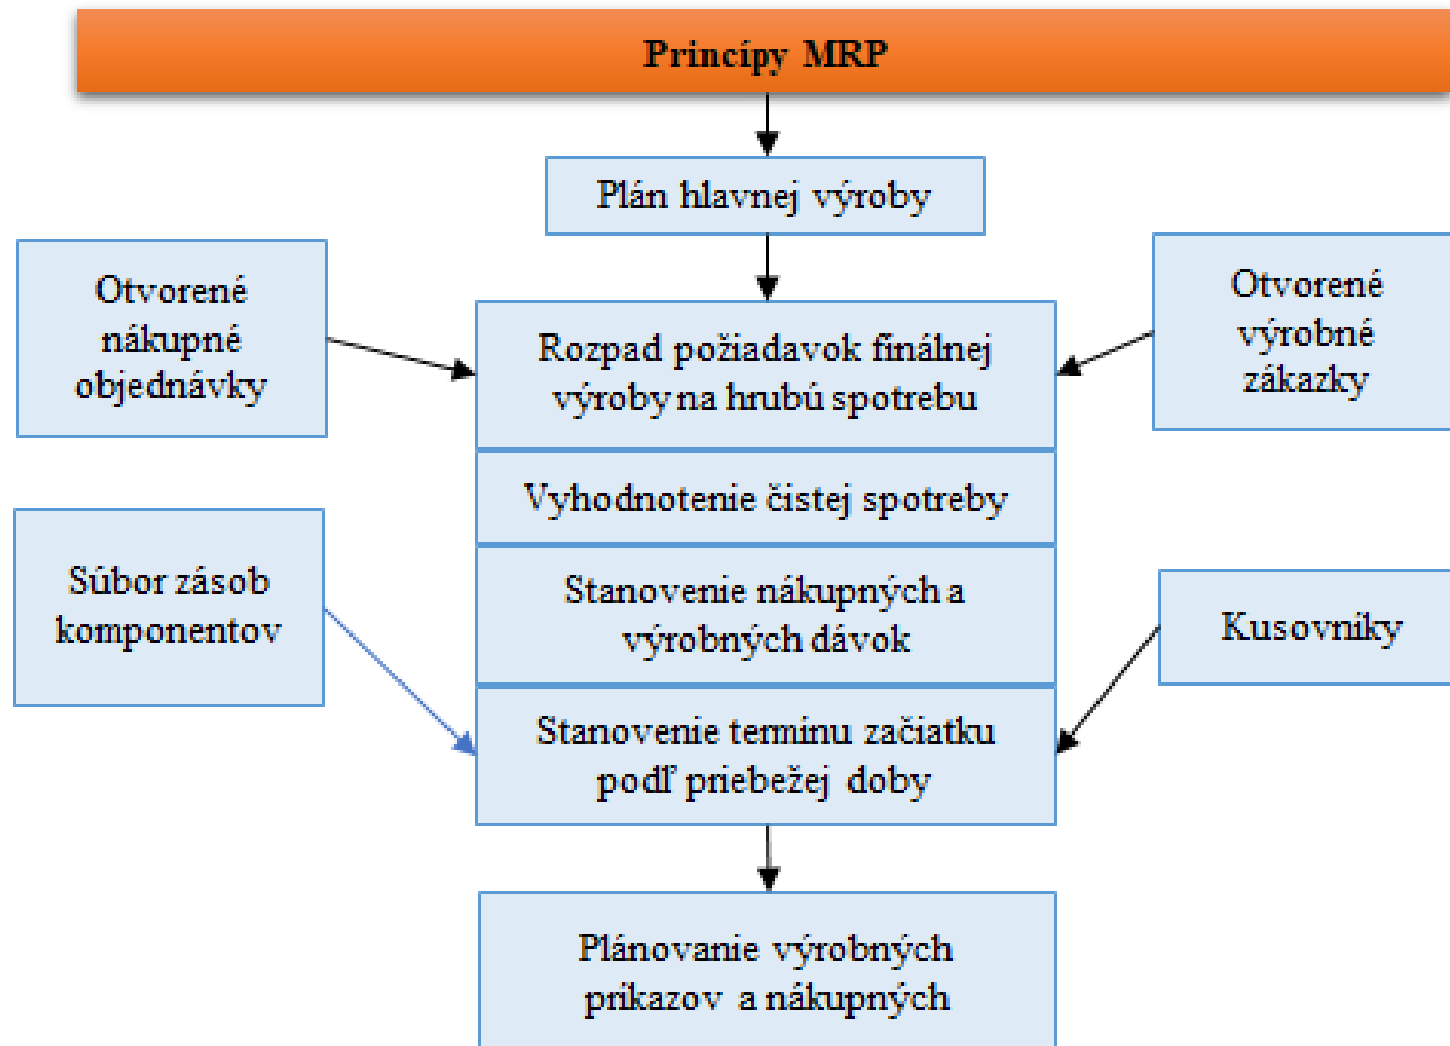 Princípy MRP
Plán hlavnej výroby
Otvorené
nákupné
objednávky
Otvorené
výrobné
zákazky
Rozpad požiadavok finálnej
výroby na hrubú spotrebu
Vyhodnotenie čistej spotreby
Súbor zásob
komponentov
Stanovenie nákupných a
výrobných dávok
Kusovníky
Stanovenie termínu začiatku
podľ priebežej doby
Plánovanie výrobných
príkazov a nákupných